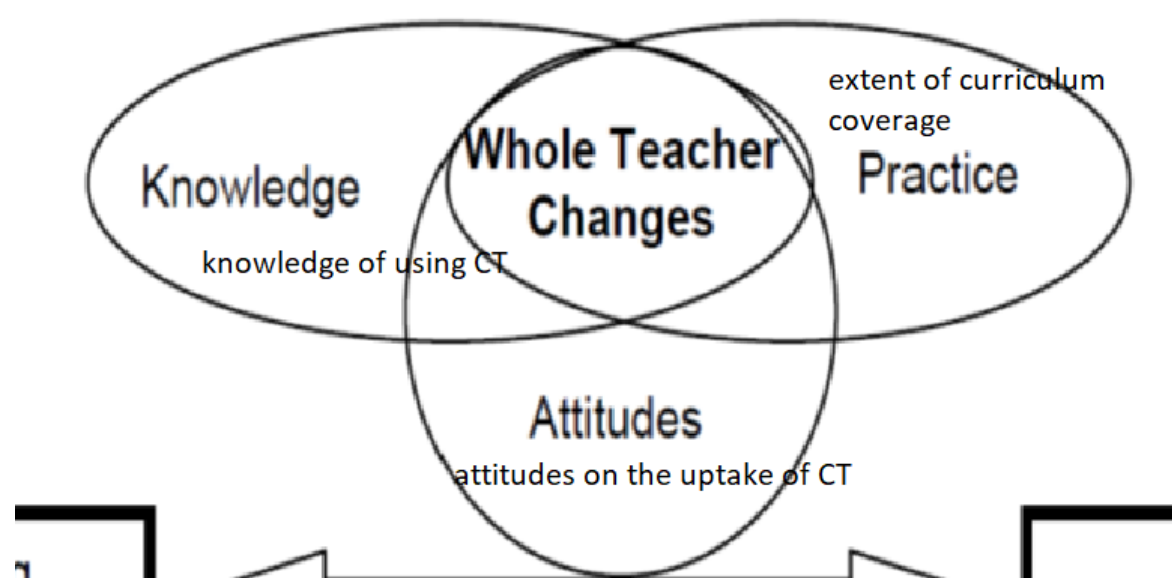 extent of curriculum
coverage
Whole Teacher
Changes
Knowledge
Practice
knowledge of using CT
Attitudes
attitudes on the uptake of CT